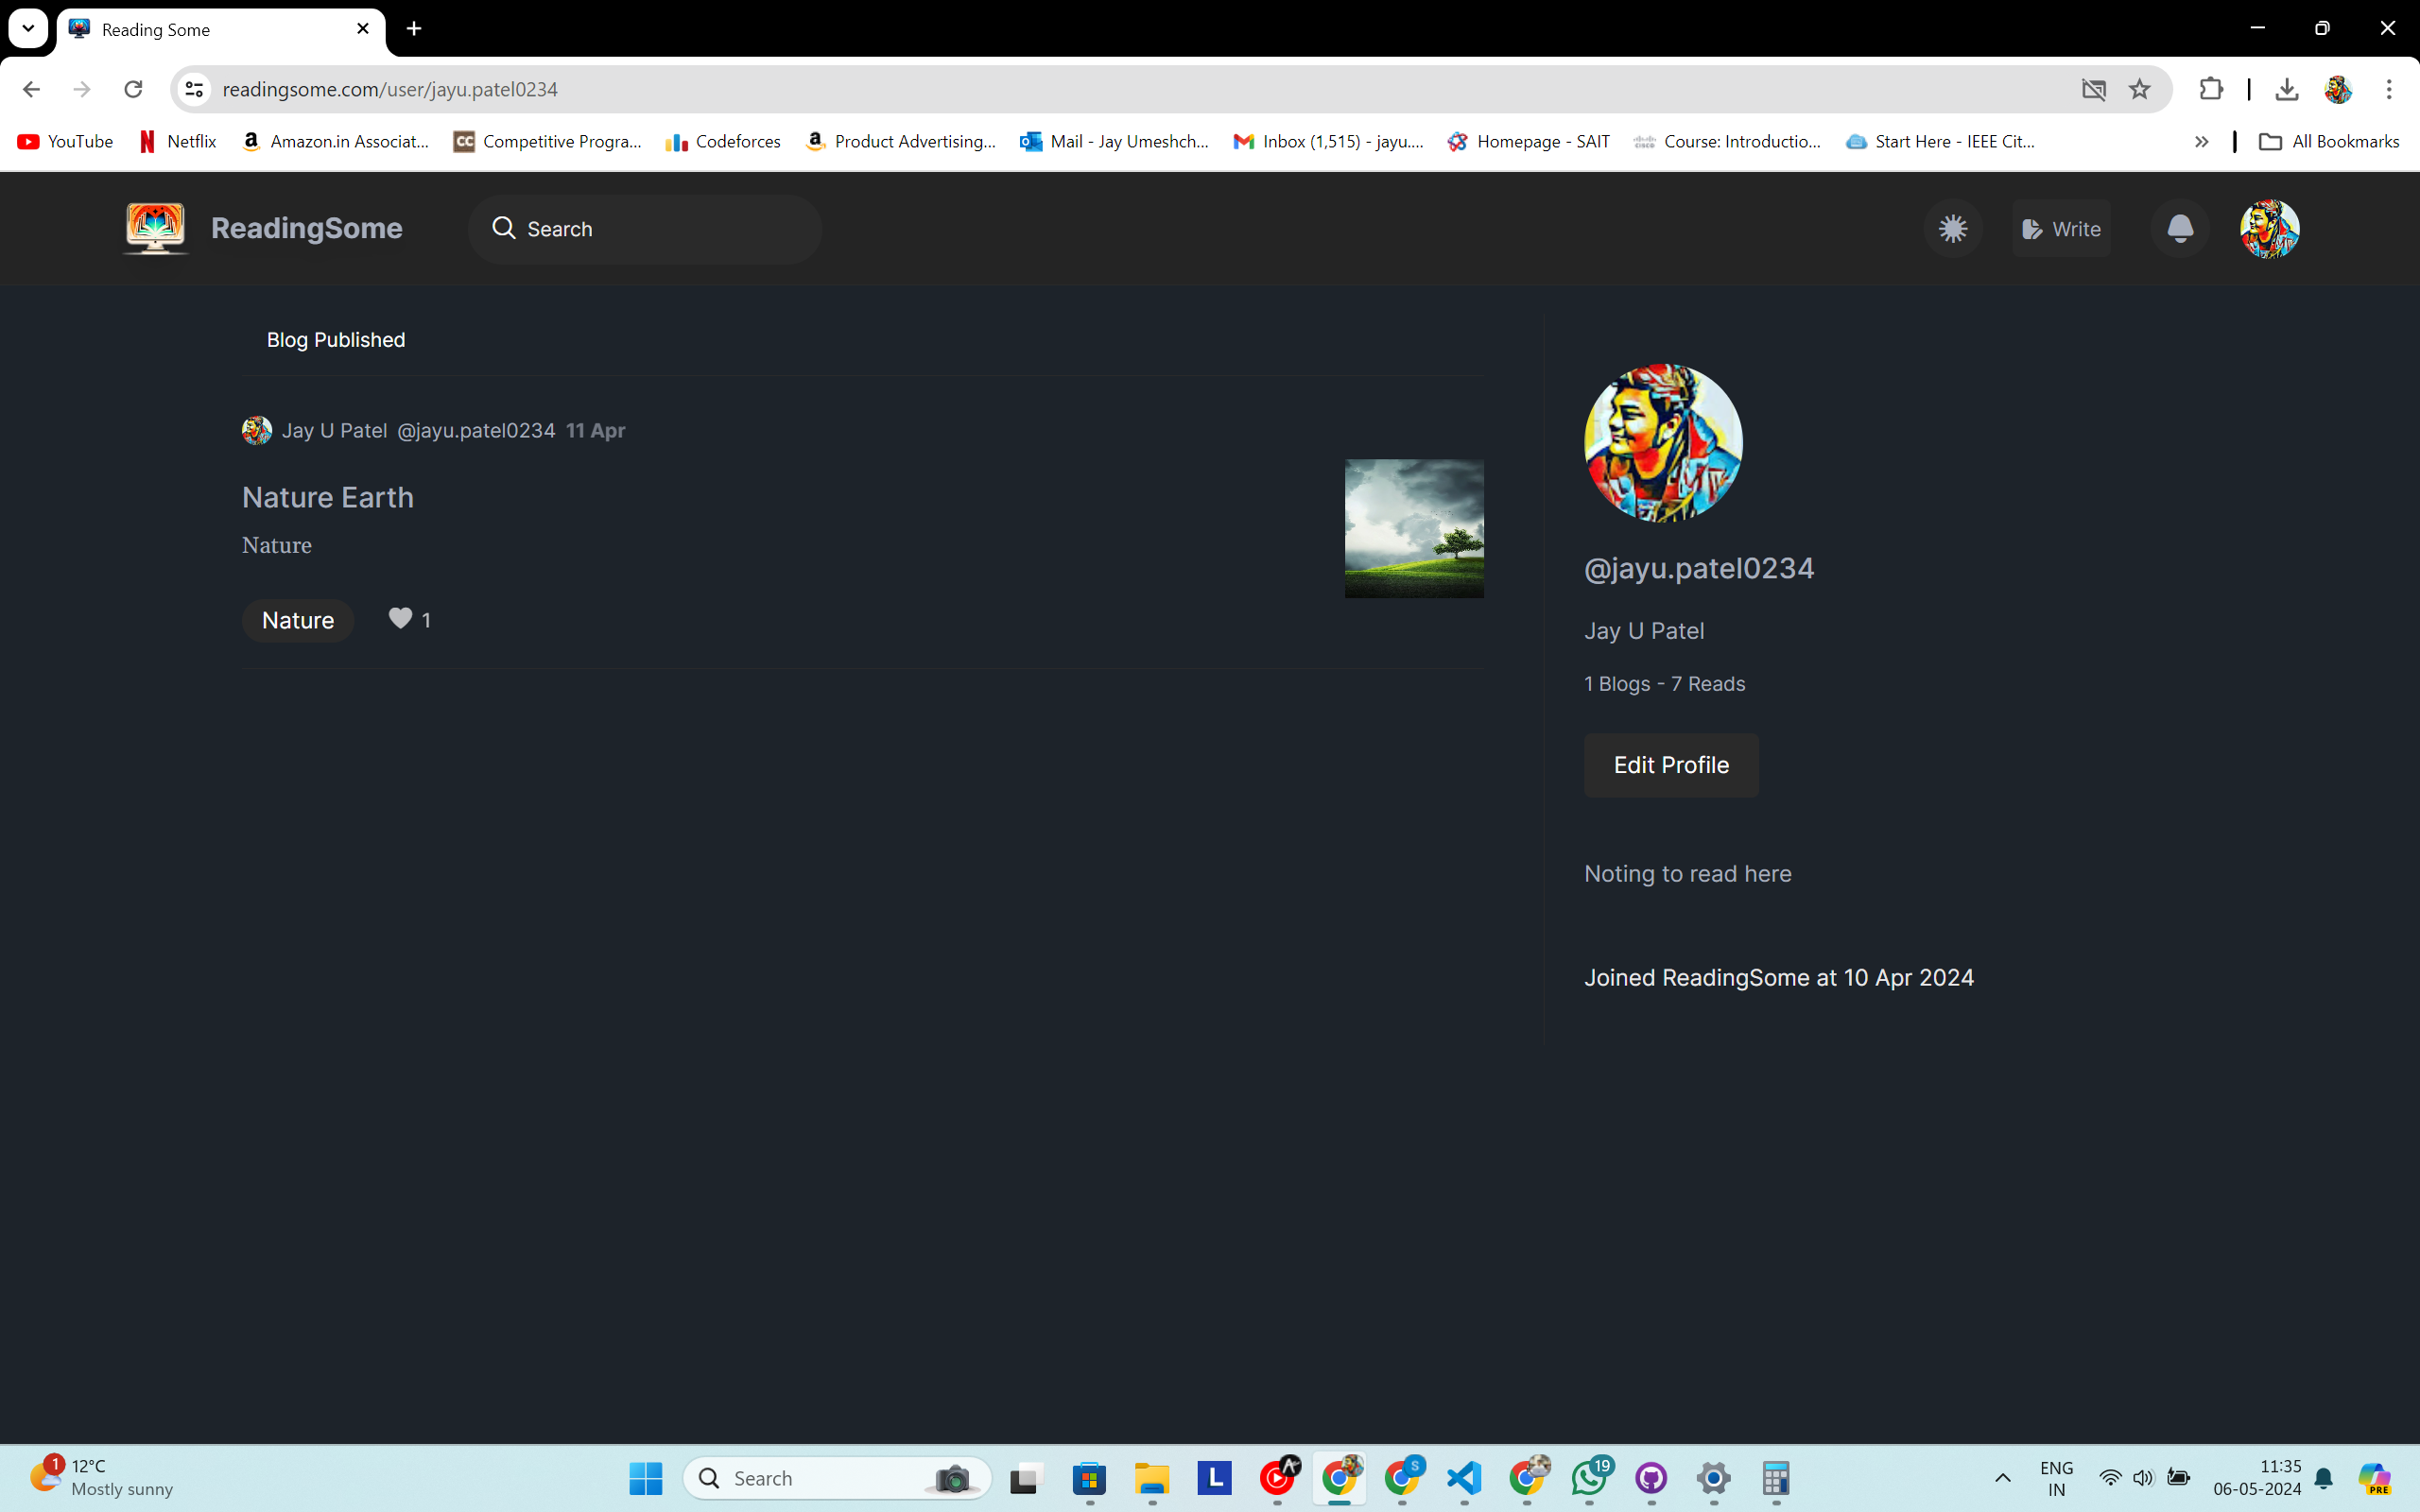 Reading Some
readingsome.com/user/jayu.patel0234
YouTube Netflix Amazon.in Associat... Competitive Progra... Codeforces Product Advertising... Mail - Jay Umeshch... Inbox (1,515) - jayu.... Homepage - SAIT Course: Introductio... Start Here - IEEE Cit... All Bookmarks
ReadingSome Search Write
Blog Published
Jay U Patel @jayu.patel0234 11 Apr
Nature Earth
Nature
Nature 1
@jayu.patel0234
Jay U Patel
1 Blogs - 7 Reads
Edit Profile
Noting to read here
Joined ReadingSome at 10 Apr 2024
1 12°C
Mostly sunny
Search
L
S
19
ENG
IN
11:35
06-05-2024
PRE